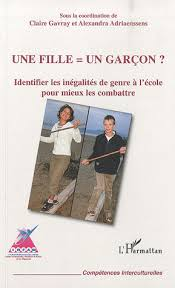 Sous la coordination de
Claire Gavray et Alexandra Adriaenssens
UNE FILLE = UN GARÇON ?
Identifier les inégalités de genre à l'école
pour mieux les combattre
L'Harmattan
Compétences Interculturelles